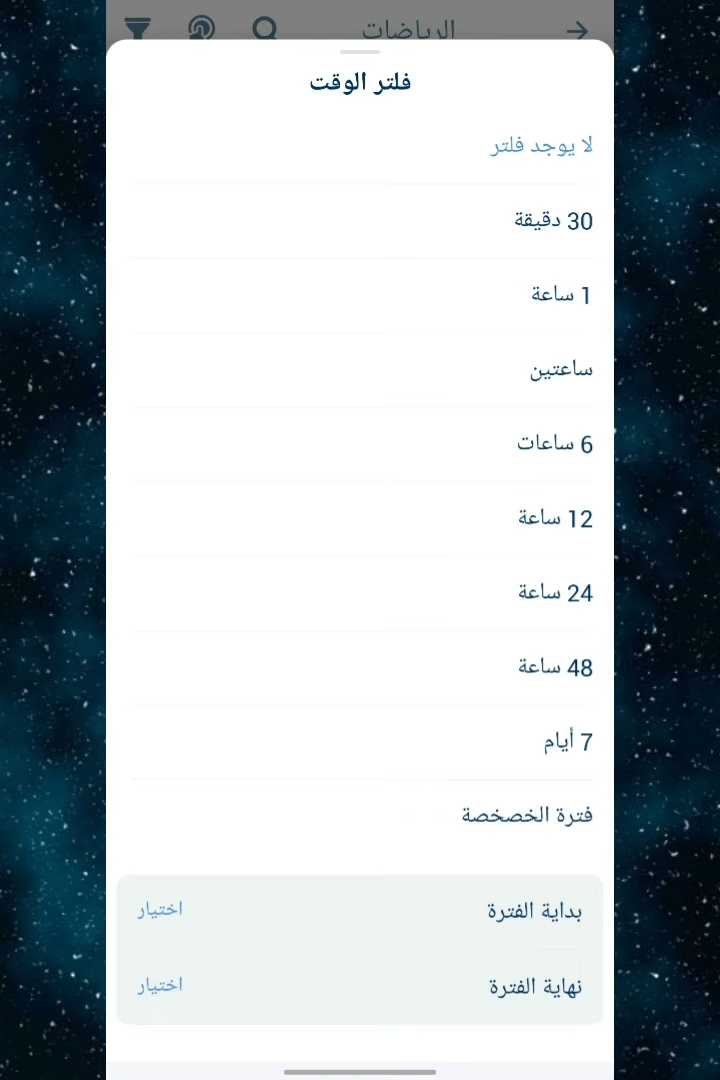 الرياضات
فلتر الوقت
لا يوجد فلتر
30 دقيقة
1 ساعة
ساعتين
6 ساعات
12 ساعة
24 ساعة
48 ساعة
7 أيام
فترة الخصخصة
بداية الفترة اختيار
نهاية الفترة اختيار